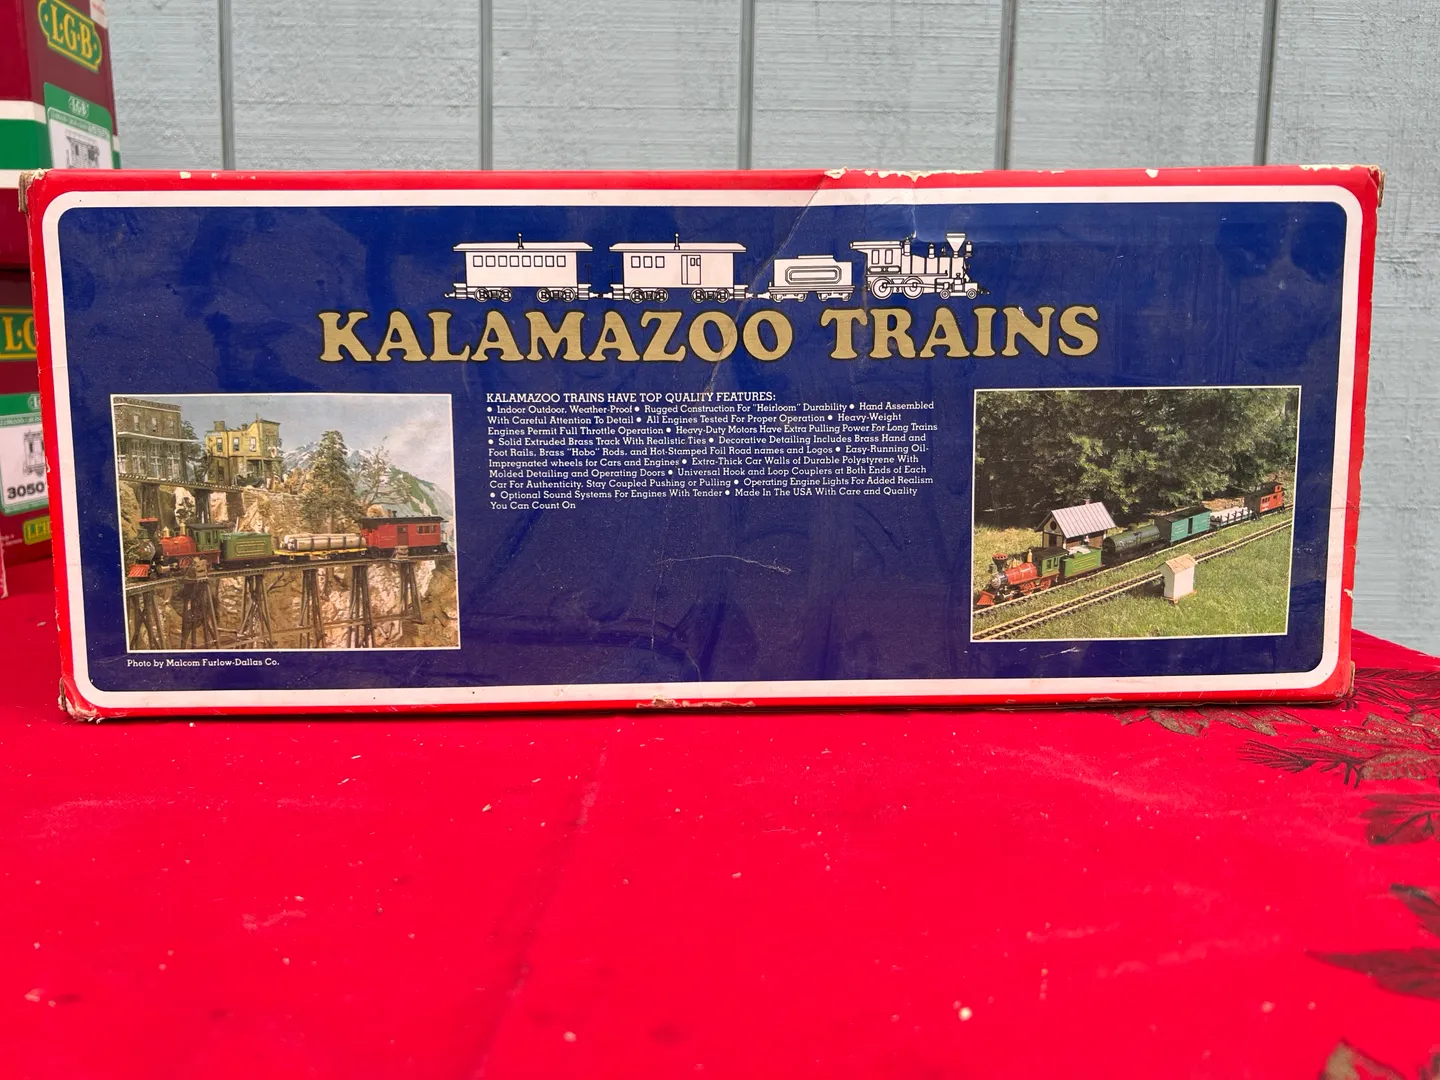 L·G·B
LGB
KALAMAZOO TRAINS
KALAMAZOO TRAINS HAVE TOP QUALITY FEATURES:
● Indoor Outdoor, Weather-Proof ● Rugged Construction For "Heirloom" Durability ● Hand Assembled
With Careful Attention To Detail ● All Engines Tested For Proper Operation ● Heavy-Weight
Engines Permit Full Throttle Operation ● Heavy-Duty Motors Have Extra Pulling Power For Long Trains
● Solid Extruded Brass Track With Realistic Ties ● Decorative Detailing Includes Brass Hand and
Foot Rails, Brass "Hobo" Rods, and Hot-Stamped Foil Road names and Logos ● Easy-Running Oil-
Impregnated wheels for Cars and Engines ● Extra-Thick Car Walls of Durable Polystyrene With
Molded Detailing and Operating Doors ● Universal Hook and Loop Couplers at Both Ends of Each
Car For Authenticity. Stay Coupled Pushing or Pulling ● Operating Engine Lights For Added Realism
● Optional Sound Systems For Engines With Tender ● Made In The USA With Care and Quality
You Can Count On
Photo by Malcom Furlow-Dallas Co.
3050